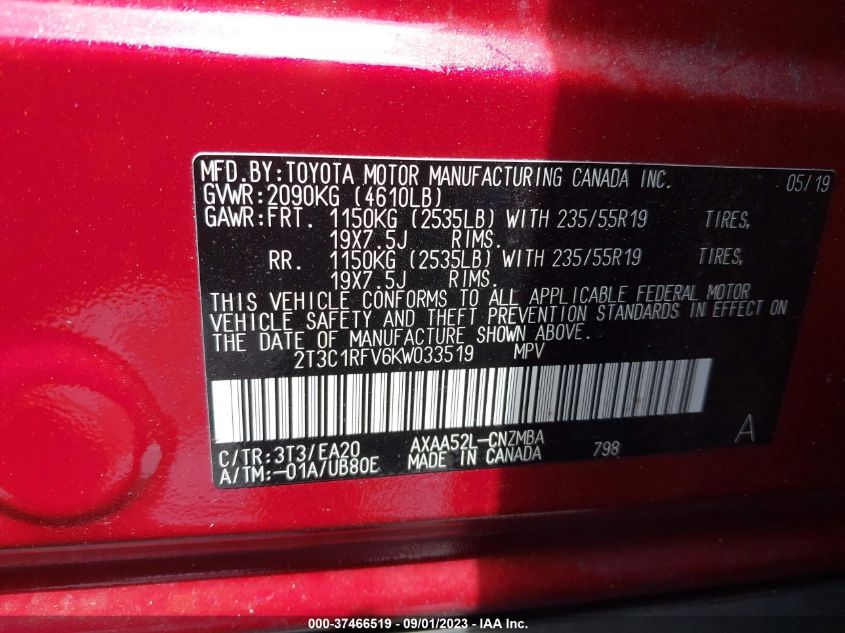 MFD.BY:TOYOTA MOTOR MANUFACTURING CANADA INC. 05/19
GVWR:2090KG (4610LB)
GAWR:FRT. 1150KG (2535LB) WITH 235/55R19 TIRES,
19X7.5J RIMS.
RR. 1150KG (2535LB) WITH 235/55R19 TIRES,
19X7.5J RIMS.
THIS VEHICLE CONFORMS TO ALL APPLICABLE FEDERAL MOTOR
VEHICLE SAFETY AND THEFT PREVENTION STANDARDS IN EFFECT ON
THE DATE OF MANUFACTURE SHOWN ABOVE.
2T3C1RFV6KW033519 MPV
C/TR:3T3/EA20 AXAA52L-CNZMBA 798 A
A/TM:-01A/UB80E MADE IN CANADA
000-37466519 - 09/01/2023 - IAA Inc.